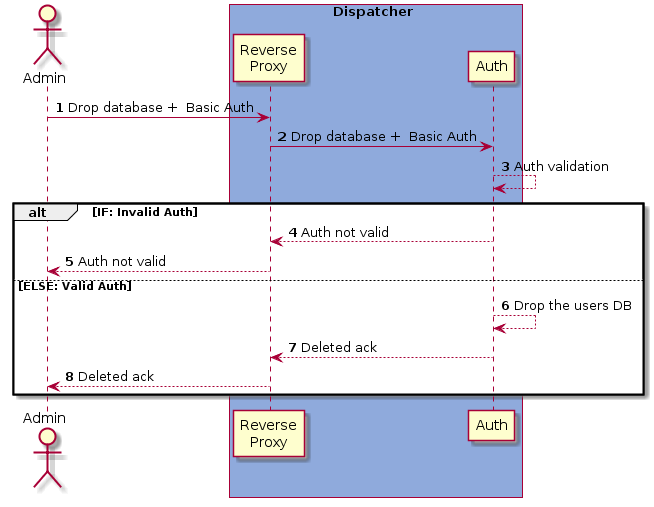 Dispatcher
Admin
Reverse
Proxy
Auth
1 Drop database + Basic Auth
2 Drop database + Basic Auth
3 Auth validation
alt [IF: Invalid Auth]
4 Auth not valid
5 Auth not valid
[ELSE: Valid Auth]
6 Drop the users DB
7 Deleted ack
8 Deleted ack
Admin
Reverse
Proxy
Auth